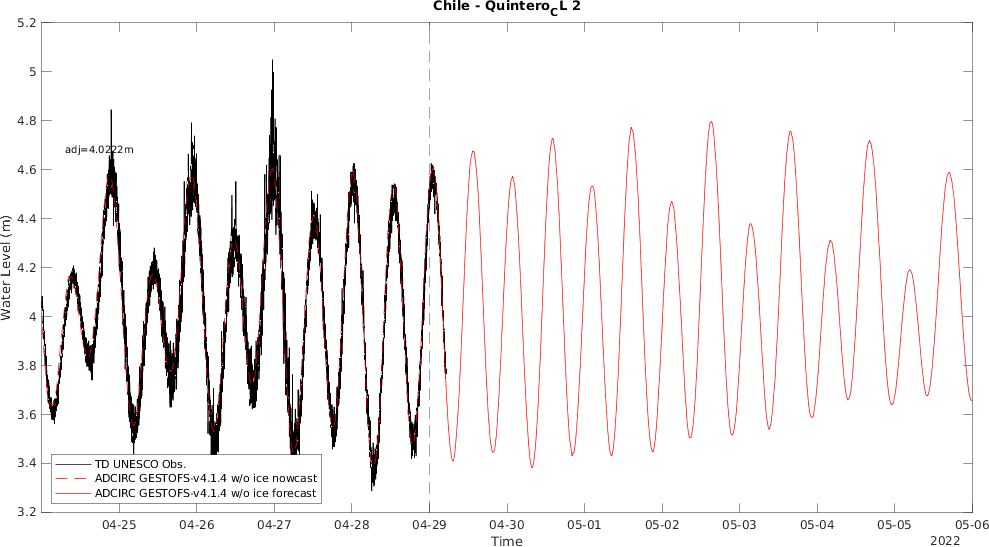 Chile - Quintero_CL 2
5.2
5
4.8
4.6
4.4
4.2
4
3.8
3.6
3.4
3.2
Water Level (m)
adj=4.0222m
TD UNESCO Obs.
ADCIRC GESTOFS-v4.1.4 w/o ice nowcast
ADCIRC GESTOFS-v4.1.4 w/o ice forecast
04-25 04-26 04-27 04-28 04-29 04-30 05-01 05-02 05-03 05-04 05-05 05-06
Time
2022